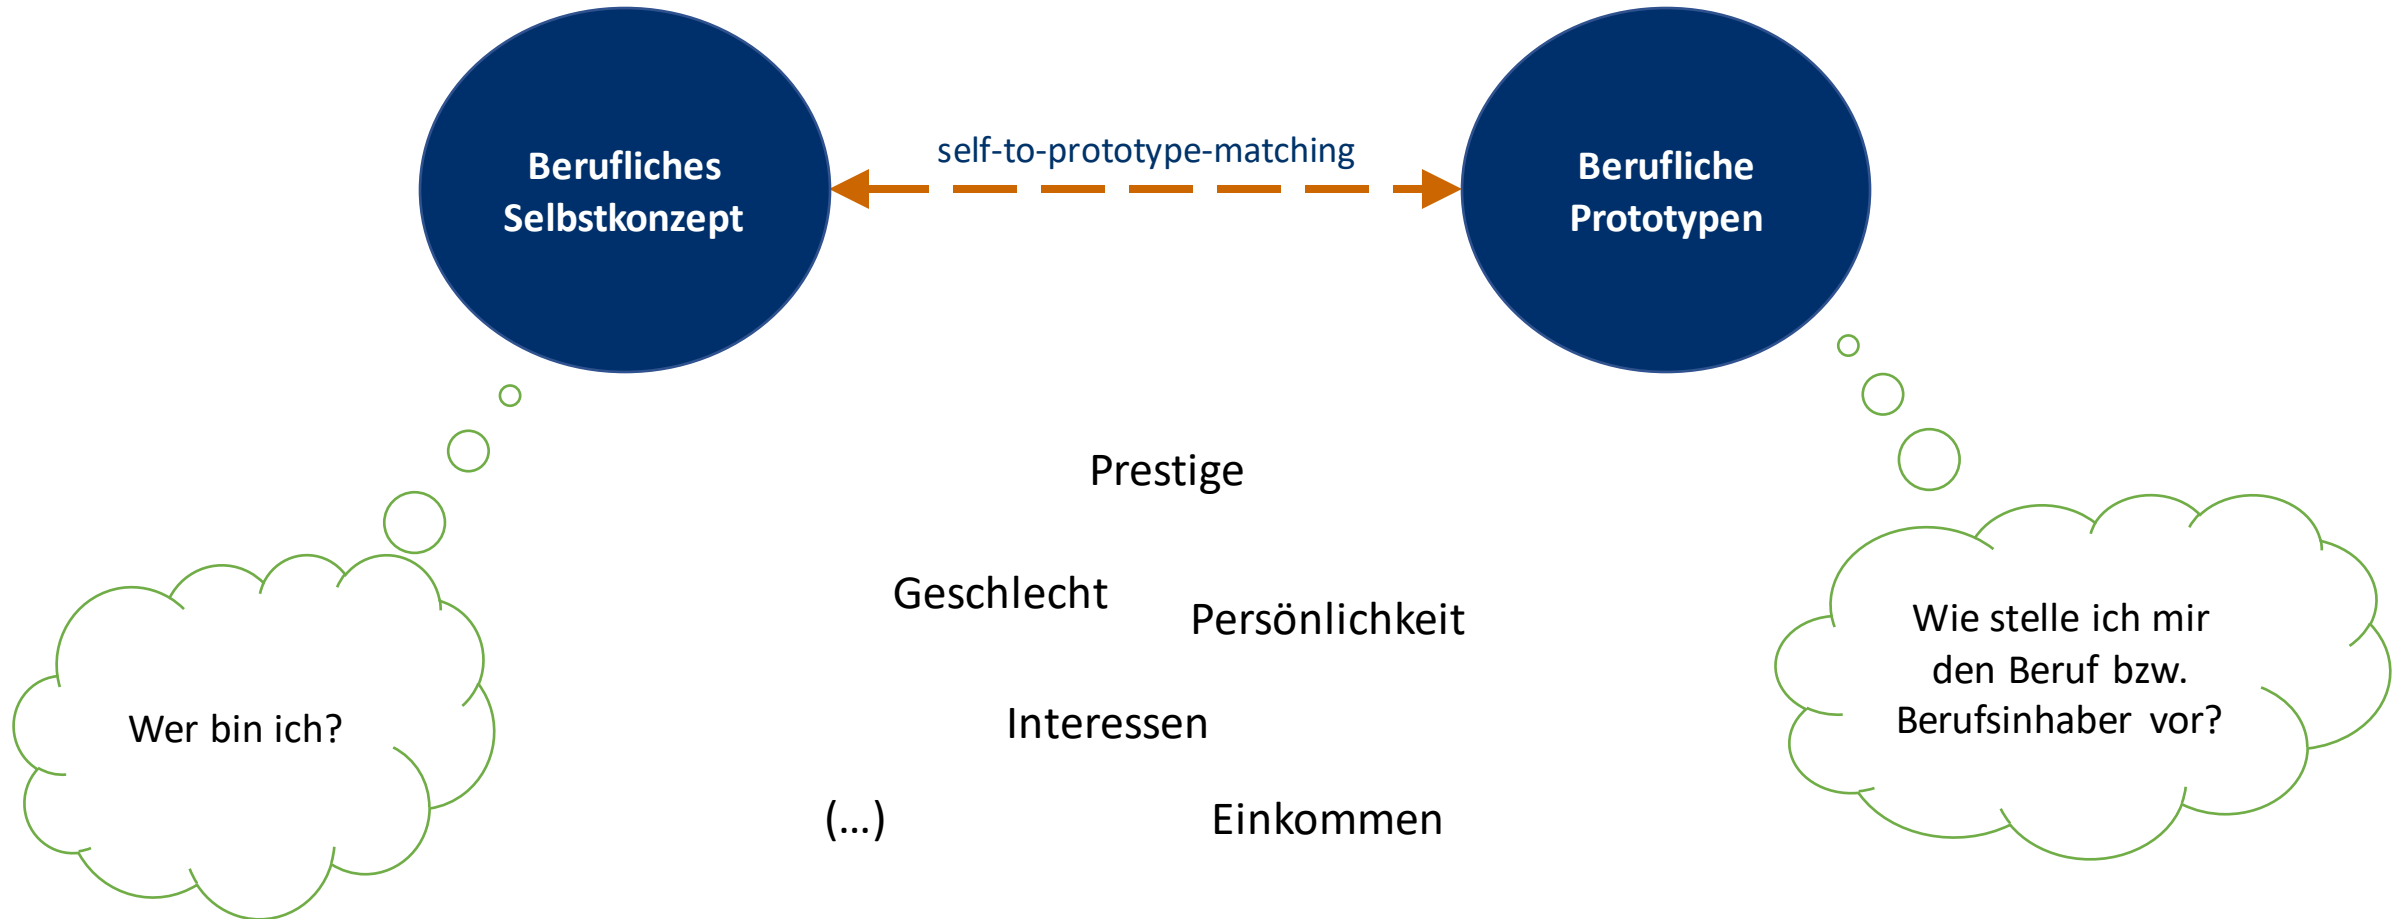 Berufliches
Selbstkonzept
self-to-prototype-matching
Berufliche
Prototypen
Prestige
Geschlecht
Persönlichkeit
Interessen
(...)
Einkommen
Wer bin ich?
Wie stelle ich mir
den Beruf bzw.
Berufsinhaber vor?